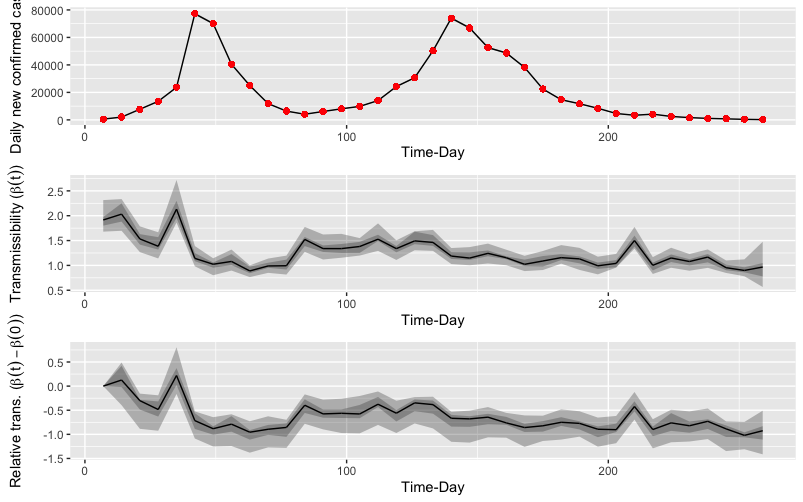 Daily new confirmed
80000
60000
40000
20000
0
0 100 200
Time-Day
Transmissibility (β(t))
2.5
2.0
1.5
1.0
0.5
0 100 200
Time-Day
Relative trans. (β(t) − β(0))
0.5
0.0
-0.5
-1.0
-1.5
0 100 200
Time-Day